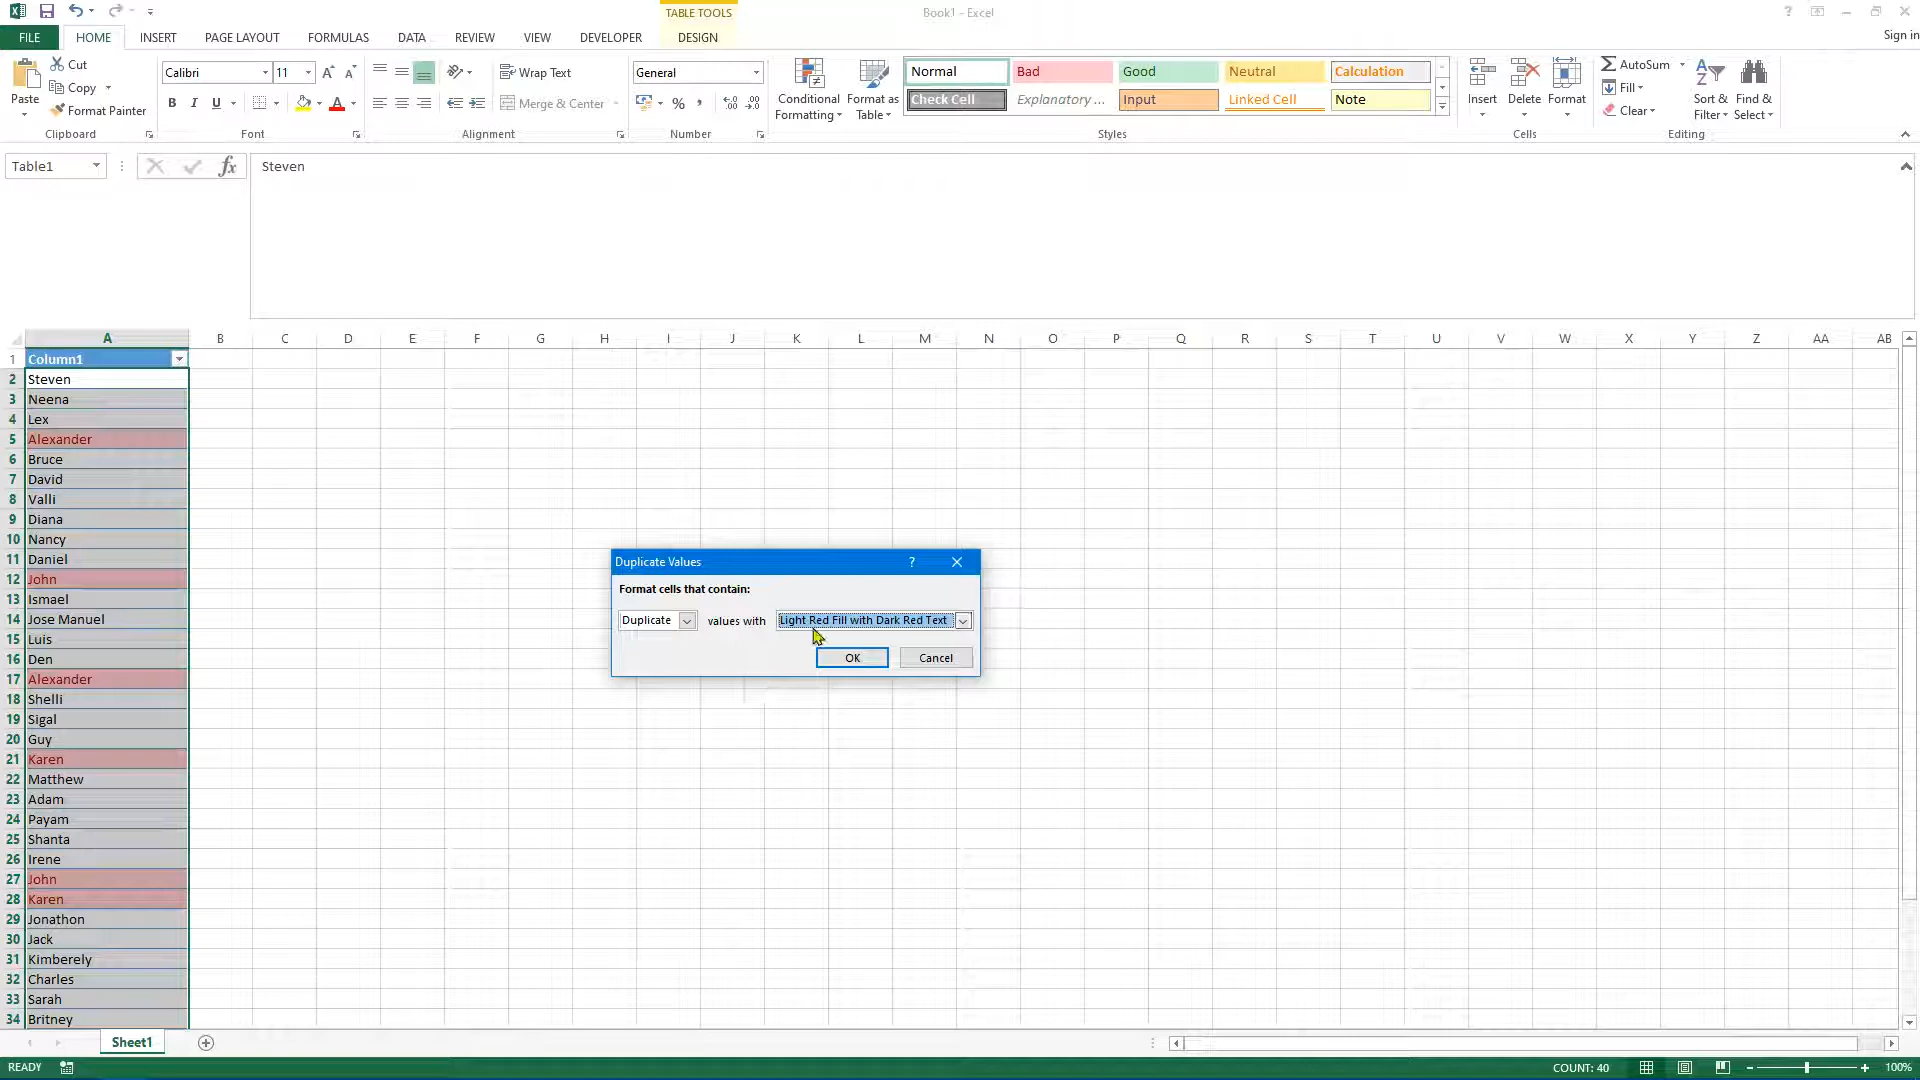 TABLE TOOLS
Book1 - Excel
FILE HOME INSERT PAGE LAYOUT FORMULAS DATA REVIEW VIEW DEVELOPER DESIGN Sign in
Cut
Copy
Format Painter
Paste
Clipboard
Calibri 11
B I U
Font
Wrap Text
Merge & Center
Alignment
General
%
Number
Conditional Formatting
Format as Table
Normal Bad Good Neutral Calculation
Check Cell Explanatory ... Input Linked Cell Note
Styles
Insert Delete Format
Cells
AutoSum
Fill
Clear
Sort & Filter
Find & Select
Editing
Table1
fx
Steven
A B C D E F G H I J K L M N O P Q R S T U V W X Y Z AA AB
1 Column1
2 Steven
3 Neena
4 Lex
5 Alexander
6 Bruce
7 David
8 Valli
9 Diana
10 Nancy
11 Daniel
12 John
13 Ismael
14 Jose Manuel
15 Luis
16 Den
17 Alexander
18 Shelli
19 Sigal
20 Guy
21 Karen
22 Matthew
23 Adam
24 Payam
25 Shanta
26 Irene
27 John
28 Karen
29 Jonathon
30 Jack
31 Kimberely
32 Charles
33 Sarah
34 Britney
Duplicate Values ?
Format cells that contain:
Duplicate values with Light Red Fill with Dark Red Text
OK Cancel
Sheet1
READY
COUNT: 40
100%